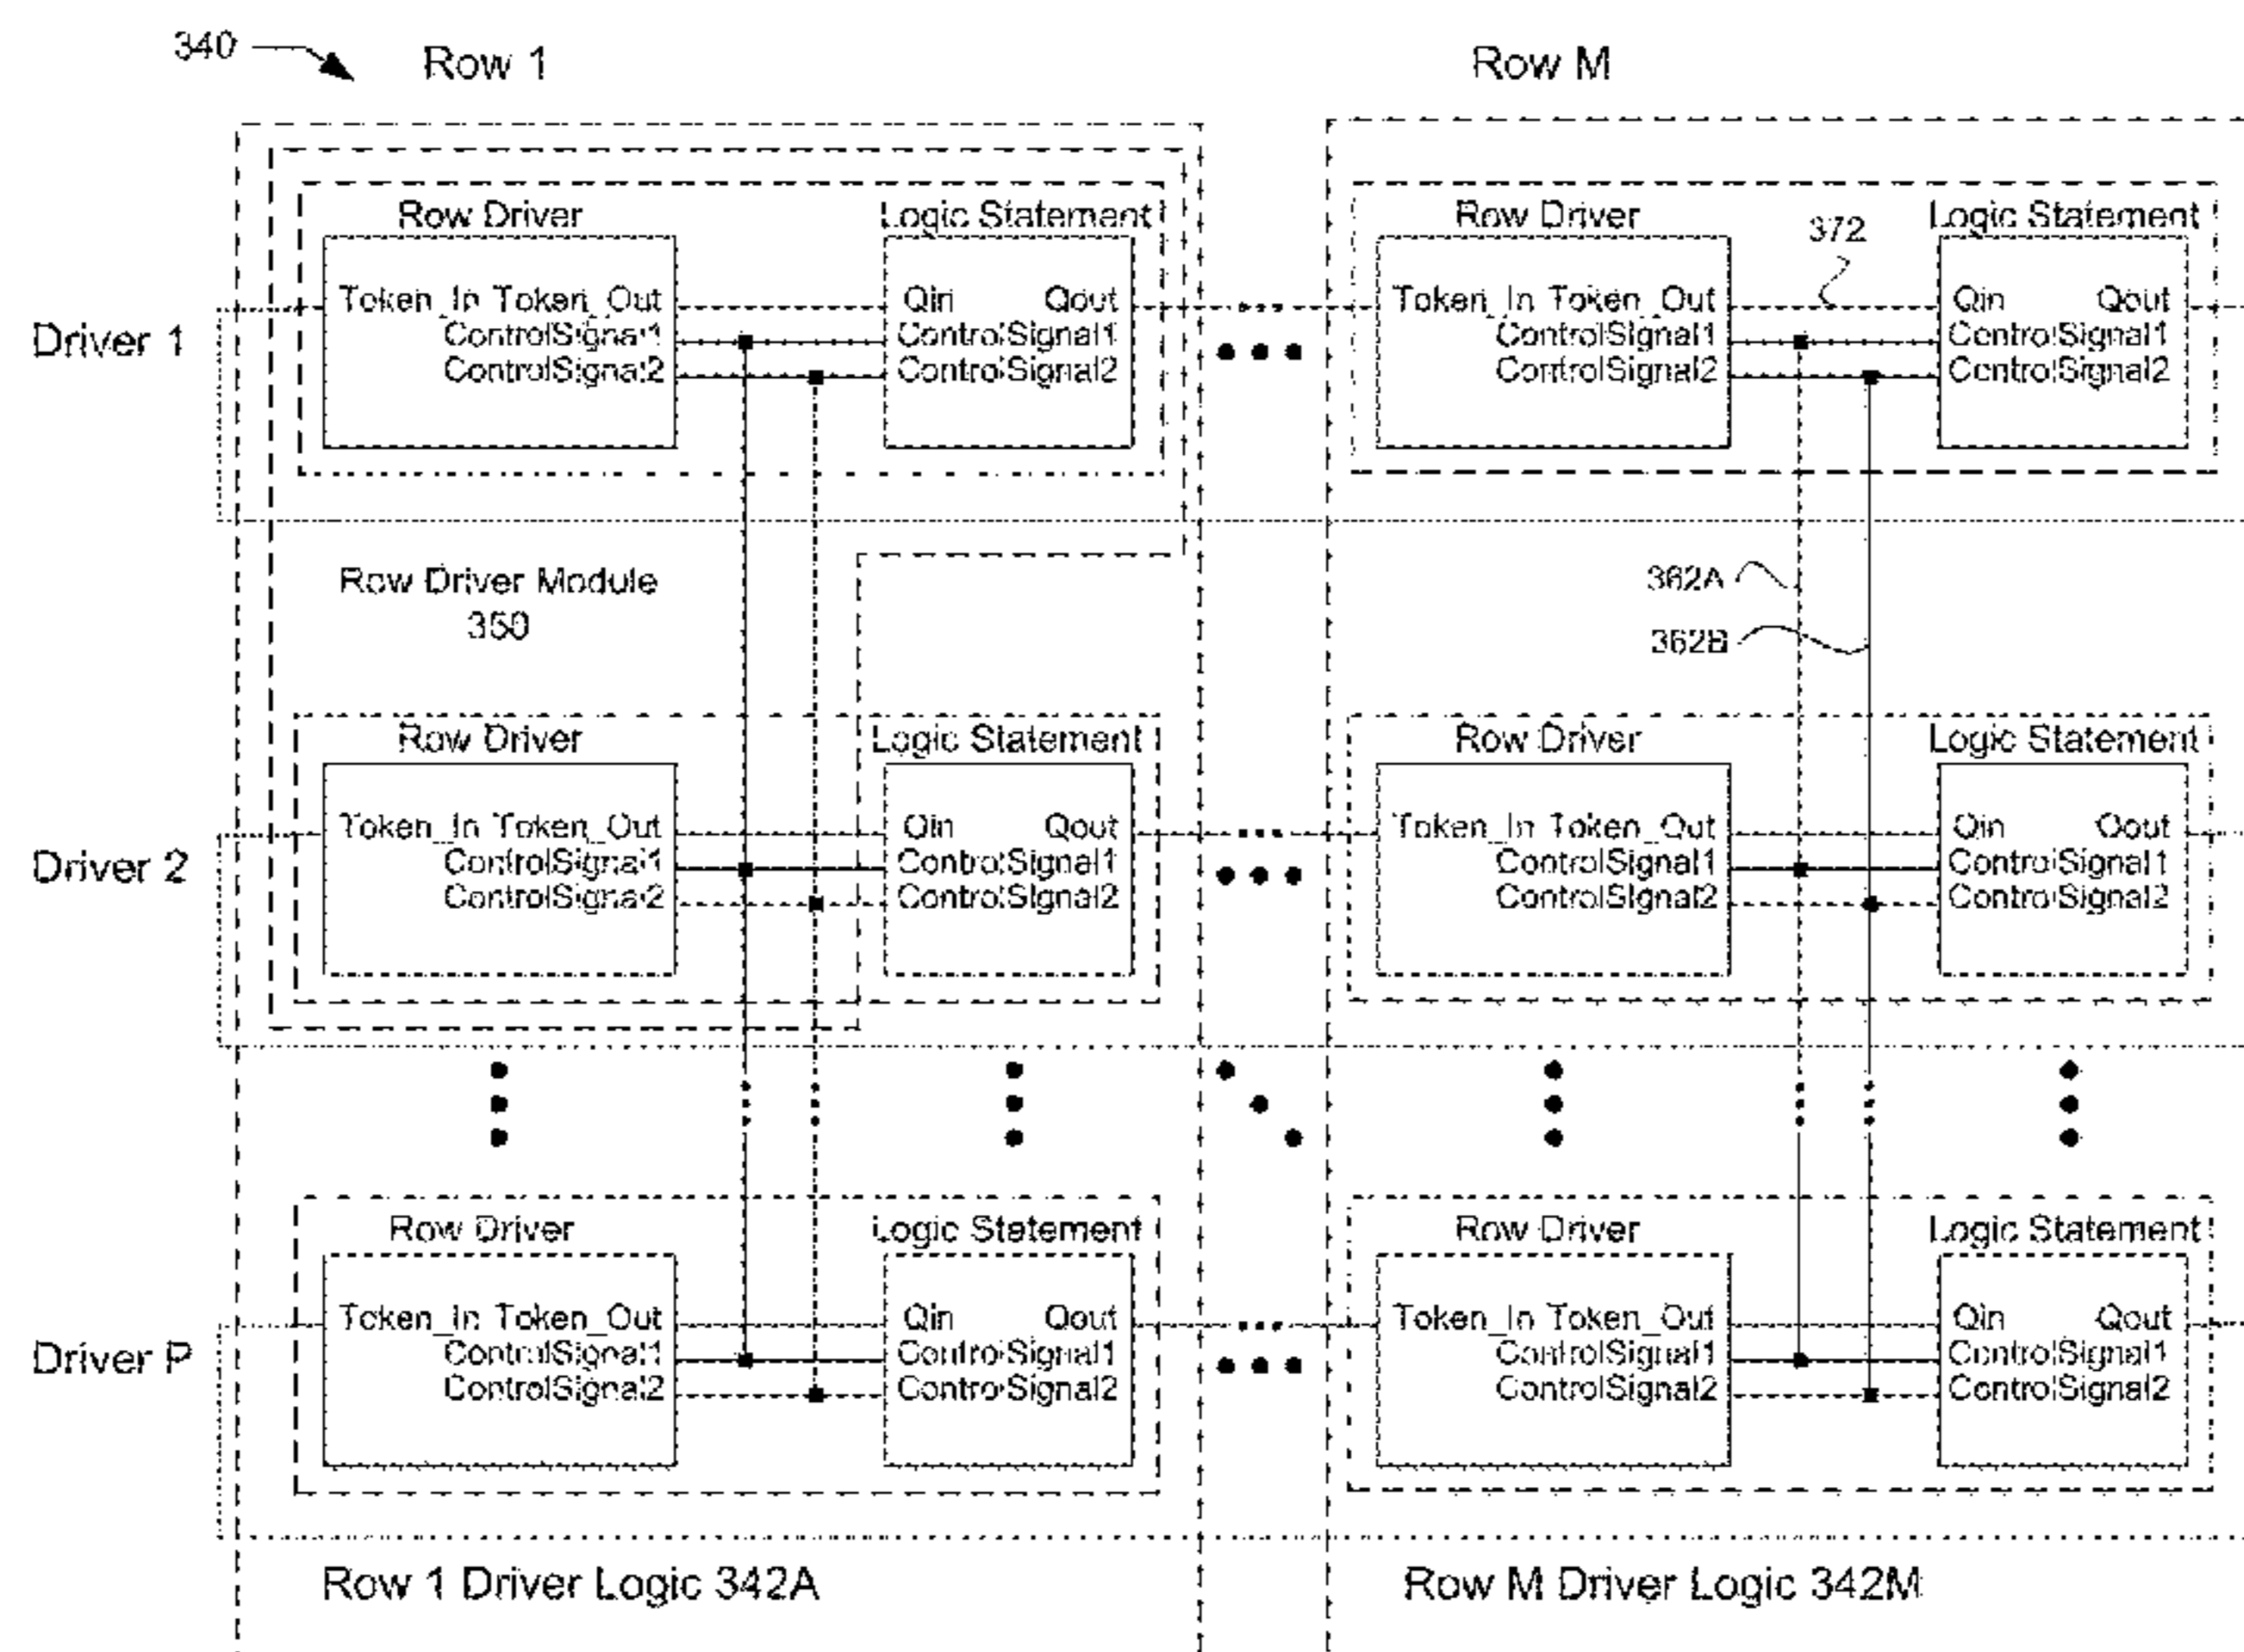 340
Row 1
Row M
Row Driver
Logic Statement
Row Driver
372
Logic Statement
Driver 1
Token_In Token_Out
ControlSignal1
ControlSignal2
Qin Qout
ControlSignal1
ControlSignal2
Token_In Token_Out
ControlSignal1
ControlSignal2
Qin Qout
ControlSignal1
ControlSignal2
Row Driver Module
350
362A
362B
Row Driver
Logic Statement
Row Driver
Logic Statement
Driver 2
Token_In Token_Out
ControlSignal1
ControlSignal2
Qin Qout
ControlSignal1
ControlSignal2
Token_In Token_Out
ControlSignal1
ControlSignal2
Qin Qout
ControlSignal1
ControlSignal2
Row Driver
Logic Statement
Row Driver
Logic Statement
Driver P
Token_In Token_Out
ControlSignal1
ControlSignal2
Qin Qout
ControlSignal1
ControlSignal2
Token_In Token_Out
ControlSignal1
ControlSignal2
Qin Qout
ControlSignal1
ControlSignal2
Row 1 Driver Logic 342A
Row M Driver Logic 342M